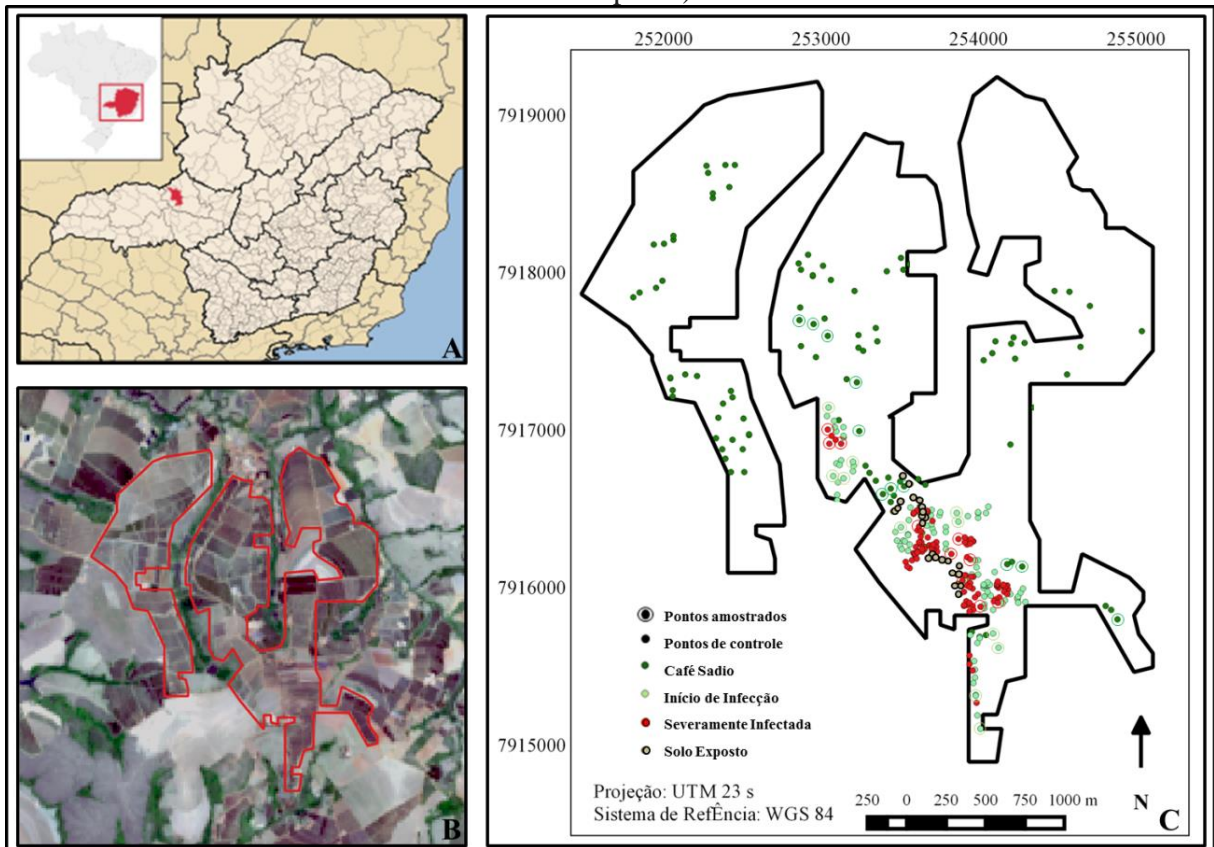 A
B
252000 253000 254000 255000
7919000
7918000
7917000
7916000
7915000
Pontos amostrados
Pontos de controle
Café Sadio
Início de Infecção
Severamente Infectada
Solo Exposto
Projeção: UTM 23 s
Sistema de RefÊncia: WGS 84
250 0 250 500 750 1000 m
N
C